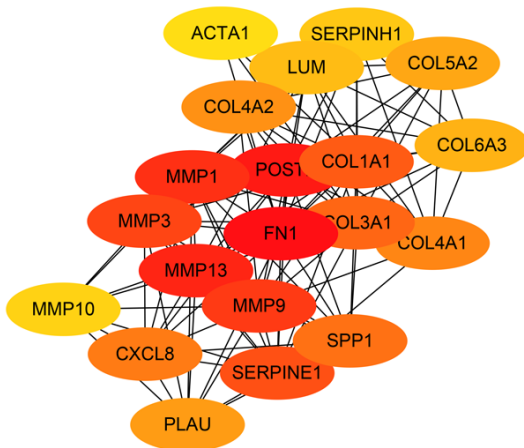 ACTA1
SERPINH1
LUM
COL5A2
COL4A2
COL6A3
MMP1
POST
COL1A1
MMP3
FN1
COL3A1
COL4A1
MMP13
MMP10
MMP9
CXCL8
SPP1
SERPINE1
PLAU